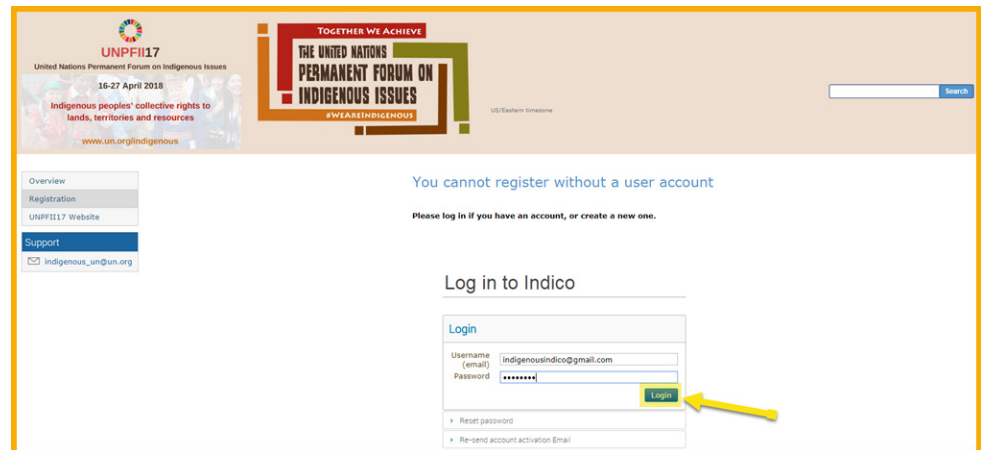 UNPFII17
United Nations Permanent Forum on Indigenous Issues
16-27 April 2018
Indigenous peoples' collective rights to
lands, territories and resources
www.un.org/indigenous
TOGETHER WE ACHIEVE
THE UNITED NATIONS
PERMANENT FORUM ON
INDIGENOUS ISSUES
#WEAREINDIGENOUS
US/Eastern timezone
Search
Overview
Registration
UNPFII17 Website
Support
indigenous_un@un.org
You cannot register without a user account
Please log in if you have an account, or create a new one.
Log in to Indico
Login
Username
(email)
indigenousindico@gmail.com
Password
••••••••
Login
Reset password
Re-send account activation Email